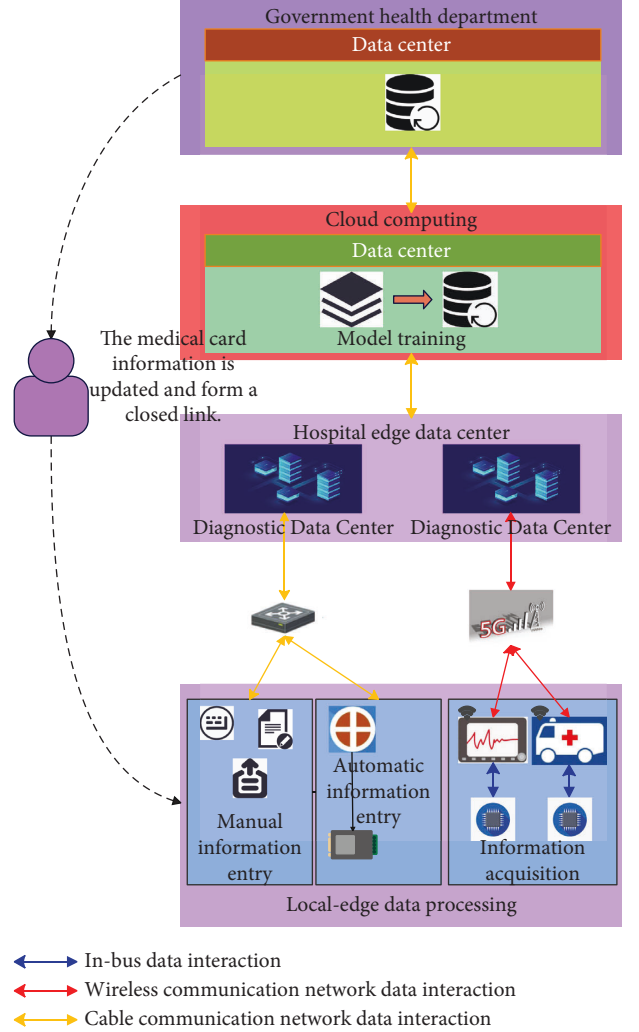 Government health department
Data center
Cloud computing
Data center
Model training
The medical card
information is
updated and form a
closed link.
Hospital edge data center
Diagnostic Data Center
Diagnostic Data Center
5G
Manual
information
entry
Automatic
information
entry
Information
acquisition
Local-edge data processing
In-bus data interaction
Wireless communication network data interaction
Cable communication network data interaction